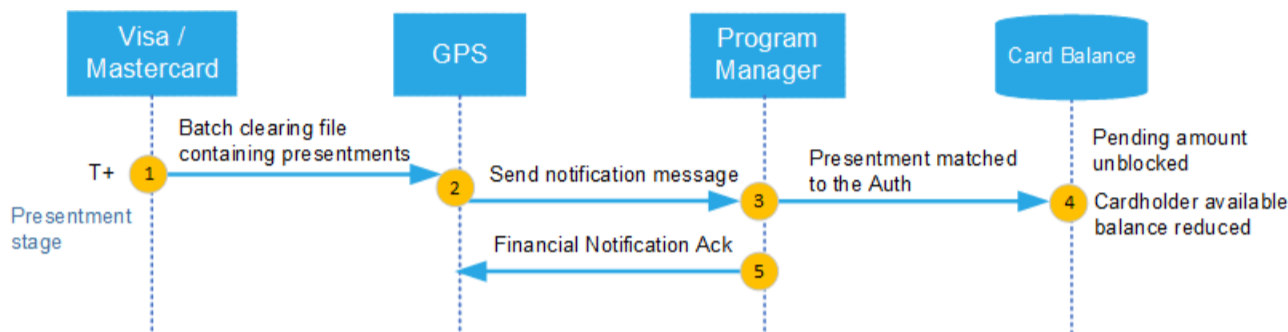 Visa /
Mastercard
GPS
Program
Manager
Card Balance
Batch clearing file
containing presentments
T+
1
Presentment
stage
2
Send notification message
3
Presentment matched
to the Auth
Pending amount
unblocked
4
Cardholder available
balance reduced
Financial Notification Ack
5